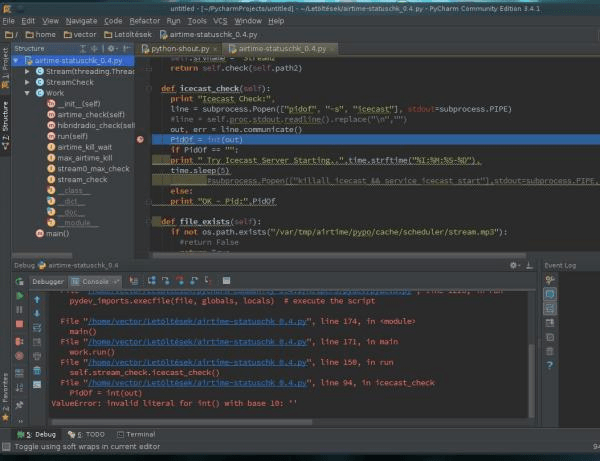 untitled - [~/PycharmProjects/untitled] - ~/Letöltések/airtime-statuschk_0.4.py - PyCharm Community Edition 3.4.1
File Edit View Navigate Code Refactor Run Tools VCS Window Help
/ home vector Letöltések airtime-statuschk_0.4.py
Structure
python-shout.py × airtime-statuschk_0.4.py ×
airtime-statuschk_0.4.py
Stream(threading.Threa
StreamCheck
Work
__init__(self)
airtime_check(self)
hibridradio_check(self
run(self)
airtime_kill_wait
max_airtime_kill
stream0_max_check
stream_check
__class__
__dict__
__doc__
__module__
main()
self.srvname = "Stream2"
return self.check(self.path2)
def icecast_check(self):
print "Icecast Check:",
line = subprocess.Popen(["pidof", "-s", "icecast"], stdout=subprocess.PIPE)
#line = self.proc.stdout.readline().replace("\n","")
out, err = line.communicate()
PidOf = int(out)
if PidOf == "":
print " Try Icecast Server Starting..",time.strftime("%I:%M:%S-%D"),
time.sleep(5)
#subprocess.Popen(["killall icecast && service icecast start"],stdout=subprocess.PIPE,
else:
print "OK - Pid:",PidOf
def file_exists(self):
if not os.path.exists("/var/tmp/airtime/pypo/cache/scheduler/stream.mp3"):
#return False
1: Project
7: Structure
2: Favorites
Debug airtime-statuschk_0.4
Event Log
Debugger Console
pydev_imports.execfile(file, globals, locals) # execute the script
File "/home/vector/Letöltések/airtime-statuschk_0.4.py", line 174, in <module>
main()
File "/home/vector/Letöltések/airtime-statuschk_0.4.py", line 171, in main
work.run()
File "/home/vector/Letöltések/airtime-statuschk_0.4.py", line 150, in run
self.stream_check.icecast_check()
File "/home/vector/Letöltések/airtime-statuschk_0.4.py", line 94, in icecast_check
PidOf = int(out)
ValueError: invalid literal for int() with base 10: ''
5: Debug 6: TODO Terminal
Toggle using soft wraps in current editor
94